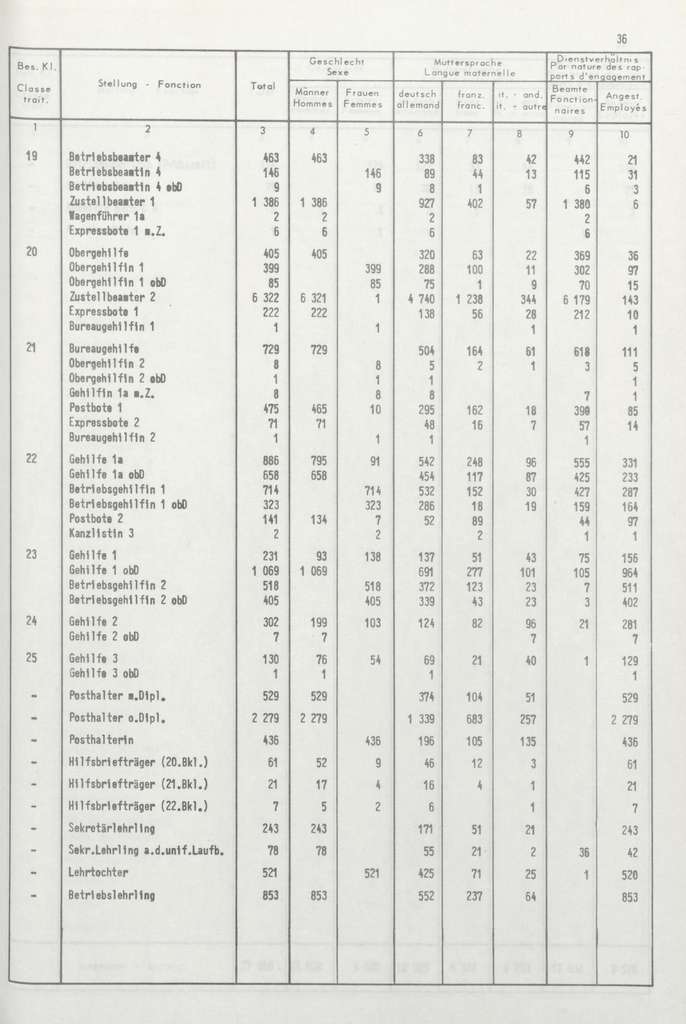 36
Bes. Kl. Classe trait. | Stellung - Fonction | Total | Geschlecht Sexe | Muttersprache Langue maternelle | Dienstverhältnis Par nature des rapports d'engagement
Männer Hommes | Frauen Femmes | deutsch allemand | franz. franc. | it. - and. it. - autre | Beamte Fonctionnaires | Angest. Employés
1 2 3 4 5 6 7 8 9 10
19 Betriebsbeamter 4 463 463 338 83 42 442 21
Betriebsbeamtin 4 146 146 89 44 13 115 31
Betriebsbeamtin 4 obD 9 9 8 1 6 3
Zustellbeamter 1 1 386 1 386 927 402 57 1 380 6
Wagenführer 1a 2 2 2 2
Expressbote 1 m.Z. 6 6 6 6
20 Obergehilfe 405 405 320 63 22 369 36
Obergehilfin 1 399 399 288 100 11 302 97
Obergehilfin 1 obD 85 85 75 1 9 70 15
Zustellbeamter 2 6 322 6 321 1 4 740 1 238 344 6 179 143
Expressbote 1 222 222 138 56 28 212 10
Bureaugehilfin 1 1 1 1 1
21 Bureaugehilfe 729 729 504 164 61 618 111
Obergehilfin 2 8 8 5 2 1 3 5
Obergehilfin 2 obD 1 1 1 1
Gehilfin 1a m.Z. 8 8 8 7 1
Postbote 1 475 465 10 295 162 18 390 85
Expressbote 2 71 71 48 16 7 57 14
Bureaugehilfin 2 1 1 1 1
22 Gehilfe 1a 886 795 91 542 248 96 555 331
Gehilfe 1a obD 658 658 454 117 87 425 233
Betriebsgehilfin 1 714 714 532 152 30 427 287
Betriebsgehilfin 1 obD 323 323 286 18 19 159 164
Postbote 2 141 134 7 52 89 44 97
Kanzlistin 3 2 2 2 1 1
23 Gehilfe 1 231 93 138 137 51 43 75 156
Gehilfe 1 obD 1 069 1 069 691 277 101 105 964
Betriebsgehilfin 2 518 518 372 123 23 7 511
Betriebsgehilfin 2 obD 405 405 339 43 23 3 402
24 Gehilfe 2 302 199 103 124 82 96 21 281
Gehilfe 2 obD 7 7 7 7
25 Gehilfe 3 130 76 54 69 21 40 1 129
Gehilfe 3 obD 1 1 1 1
- Posthalter m.Dipl. 529 529 374 104 51 529
- Posthalter o.Dipl. 2 279 2 279 1 339 683 257 2 279
- Posthalterin 436 436 196 105 135 436
- Hilfsbriefträger (20.Bkl.) 61 52 9 46 12 3 61
- Hilfsbriefträger (21.Bkl.) 21 17 4 16 4 1 21
- Hilfsbriefträger (22.Bkl.) 7 5 2 6 1 7
- Sekretärlehrling 243 243 171 51 21 243
- Sekr.Lehrling a.d.unif.Laufb. 78 78 55 21 2 36 42
- Lehrtochter 521 521 425 71 25 1 520
- Betriebslehrling 853 853 552 237 64 853